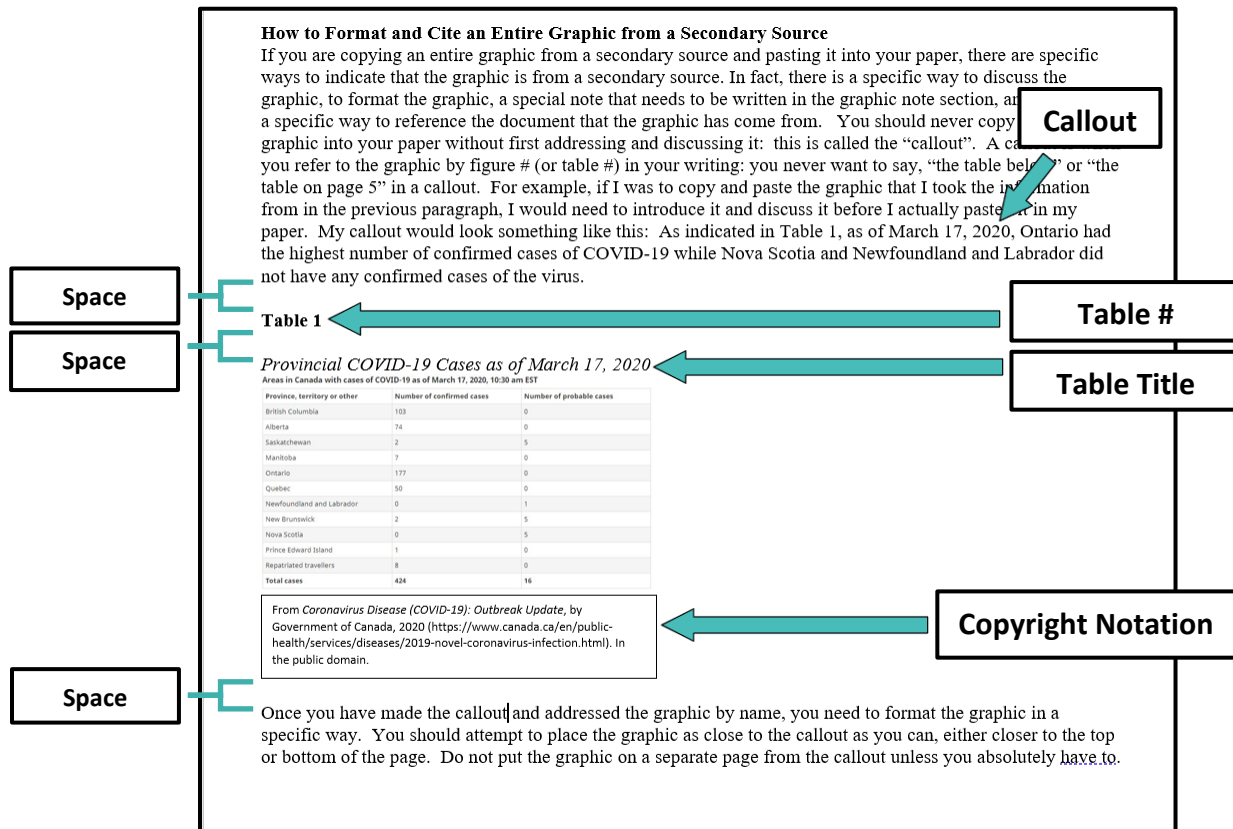 How to Format and Cite an Entire Graphic from a Secondary Source
If you are copying an entire graphic from a secondary source and pasting it into your paper, there are specific
ways to indicate that the graphic is from a secondary source. In fact, there is a specific way to discuss the
graphic, to format the graphic, a special note that needs to be written in the graphic note section, an
a specific way to reference the document that the graphic has come from. You should never copy
graphic into your paper without first addressing and discussing it: this is called the “callout”. A
you refer to the graphic by figure # (or table #) in your writing: you never want to say, “the table below” or “the
table on page 5” in a callout. For example, if I was to copy and paste the graphic that I took the information
from in the previous paragraph, I would need to introduce it and discuss it before I actually paste it in my
paper. My callout would look something like this: As indicated in Table 1, as of March 17, 2020, Ontario had
the highest number of confirmed cases of COVID-19 while Nova Scotia and Newfoundland and Labrador did
not have any confirmed cases of the virus.
Callout
Space
Table 1
Table #
Space
Provincial COVID-19 Cases as of March 17, 2020
Table Title
Areas in Canada with cases of COVID-19 as of March 17, 2020, 10:30 am EST
Province, territory or other Number of confirmed cases Number of probable cases
British Columbia 103 0
Alberta 74 0
Saskatchewan 2 5
Manitoba 7 0
Ontario 177 0
Quebec 50 0
Newfoundland and Labrador 0 1
New Brunswick 2 5
Nova Scotia 0 5
Prince Edward Island 1 0
Repatriated travellers 8 0
Total cases 424 16
From Coronavirus Disease (COVID-19): Outbreak Update, by
Government of Canada, 2020 (https://www.canada.ca/en/public-
health/services/diseases/2019-novel-coronavirus-infection.html). In
the public domain.
Copyright Notation
Space
Once you have made the callout and addressed the graphic by name, you need to format the graphic in a
specific way. You should attempt to place the graphic as close to the callout as you can, either closer to the top
or bottom of the page. Do not put the graphic on a separate page from the callout unless you absolutely have to.